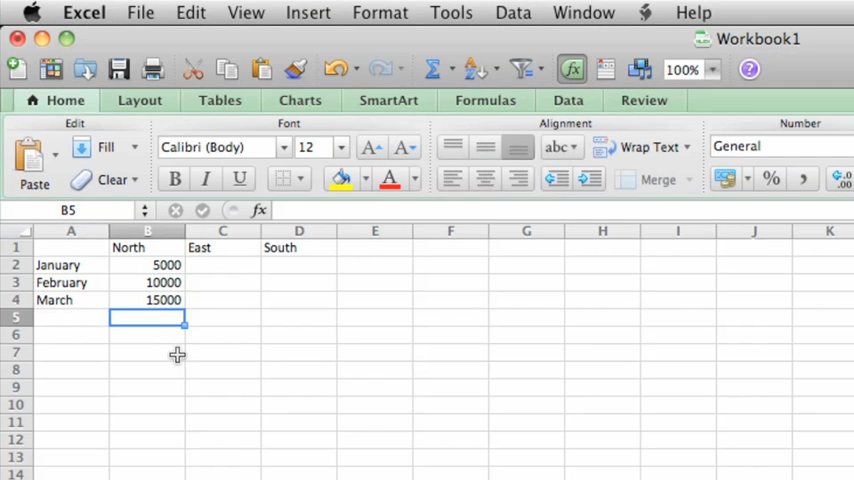 Excel File Edit View Insert Format Tools Data Window Help
Workbook1
Σ fx 100% ?
Home Layout Tables Charts SmartArt Formulas Data Review
Edit Font Alignment Number
Fill Calibri (Body) 12 A A abc Wrap Text General
Paste Clear B I U A Merge % , .0 .00
B5 fx
A B C D E F G H I J K
1 North East South
2 January 5000
3 February 10000
4 March 15000
5
6
7
8
9
10
11
12
13
14